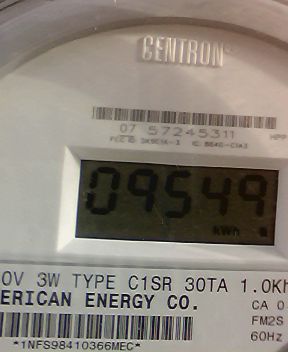 CENTRON®
07 57245311
09549
kWh
0V 3W TYPE C1SR 30TA 1.0Kh
ERICAN ENERGY CO.
CA 0
FM2S
60Hz
*1NFS98410366MEC*